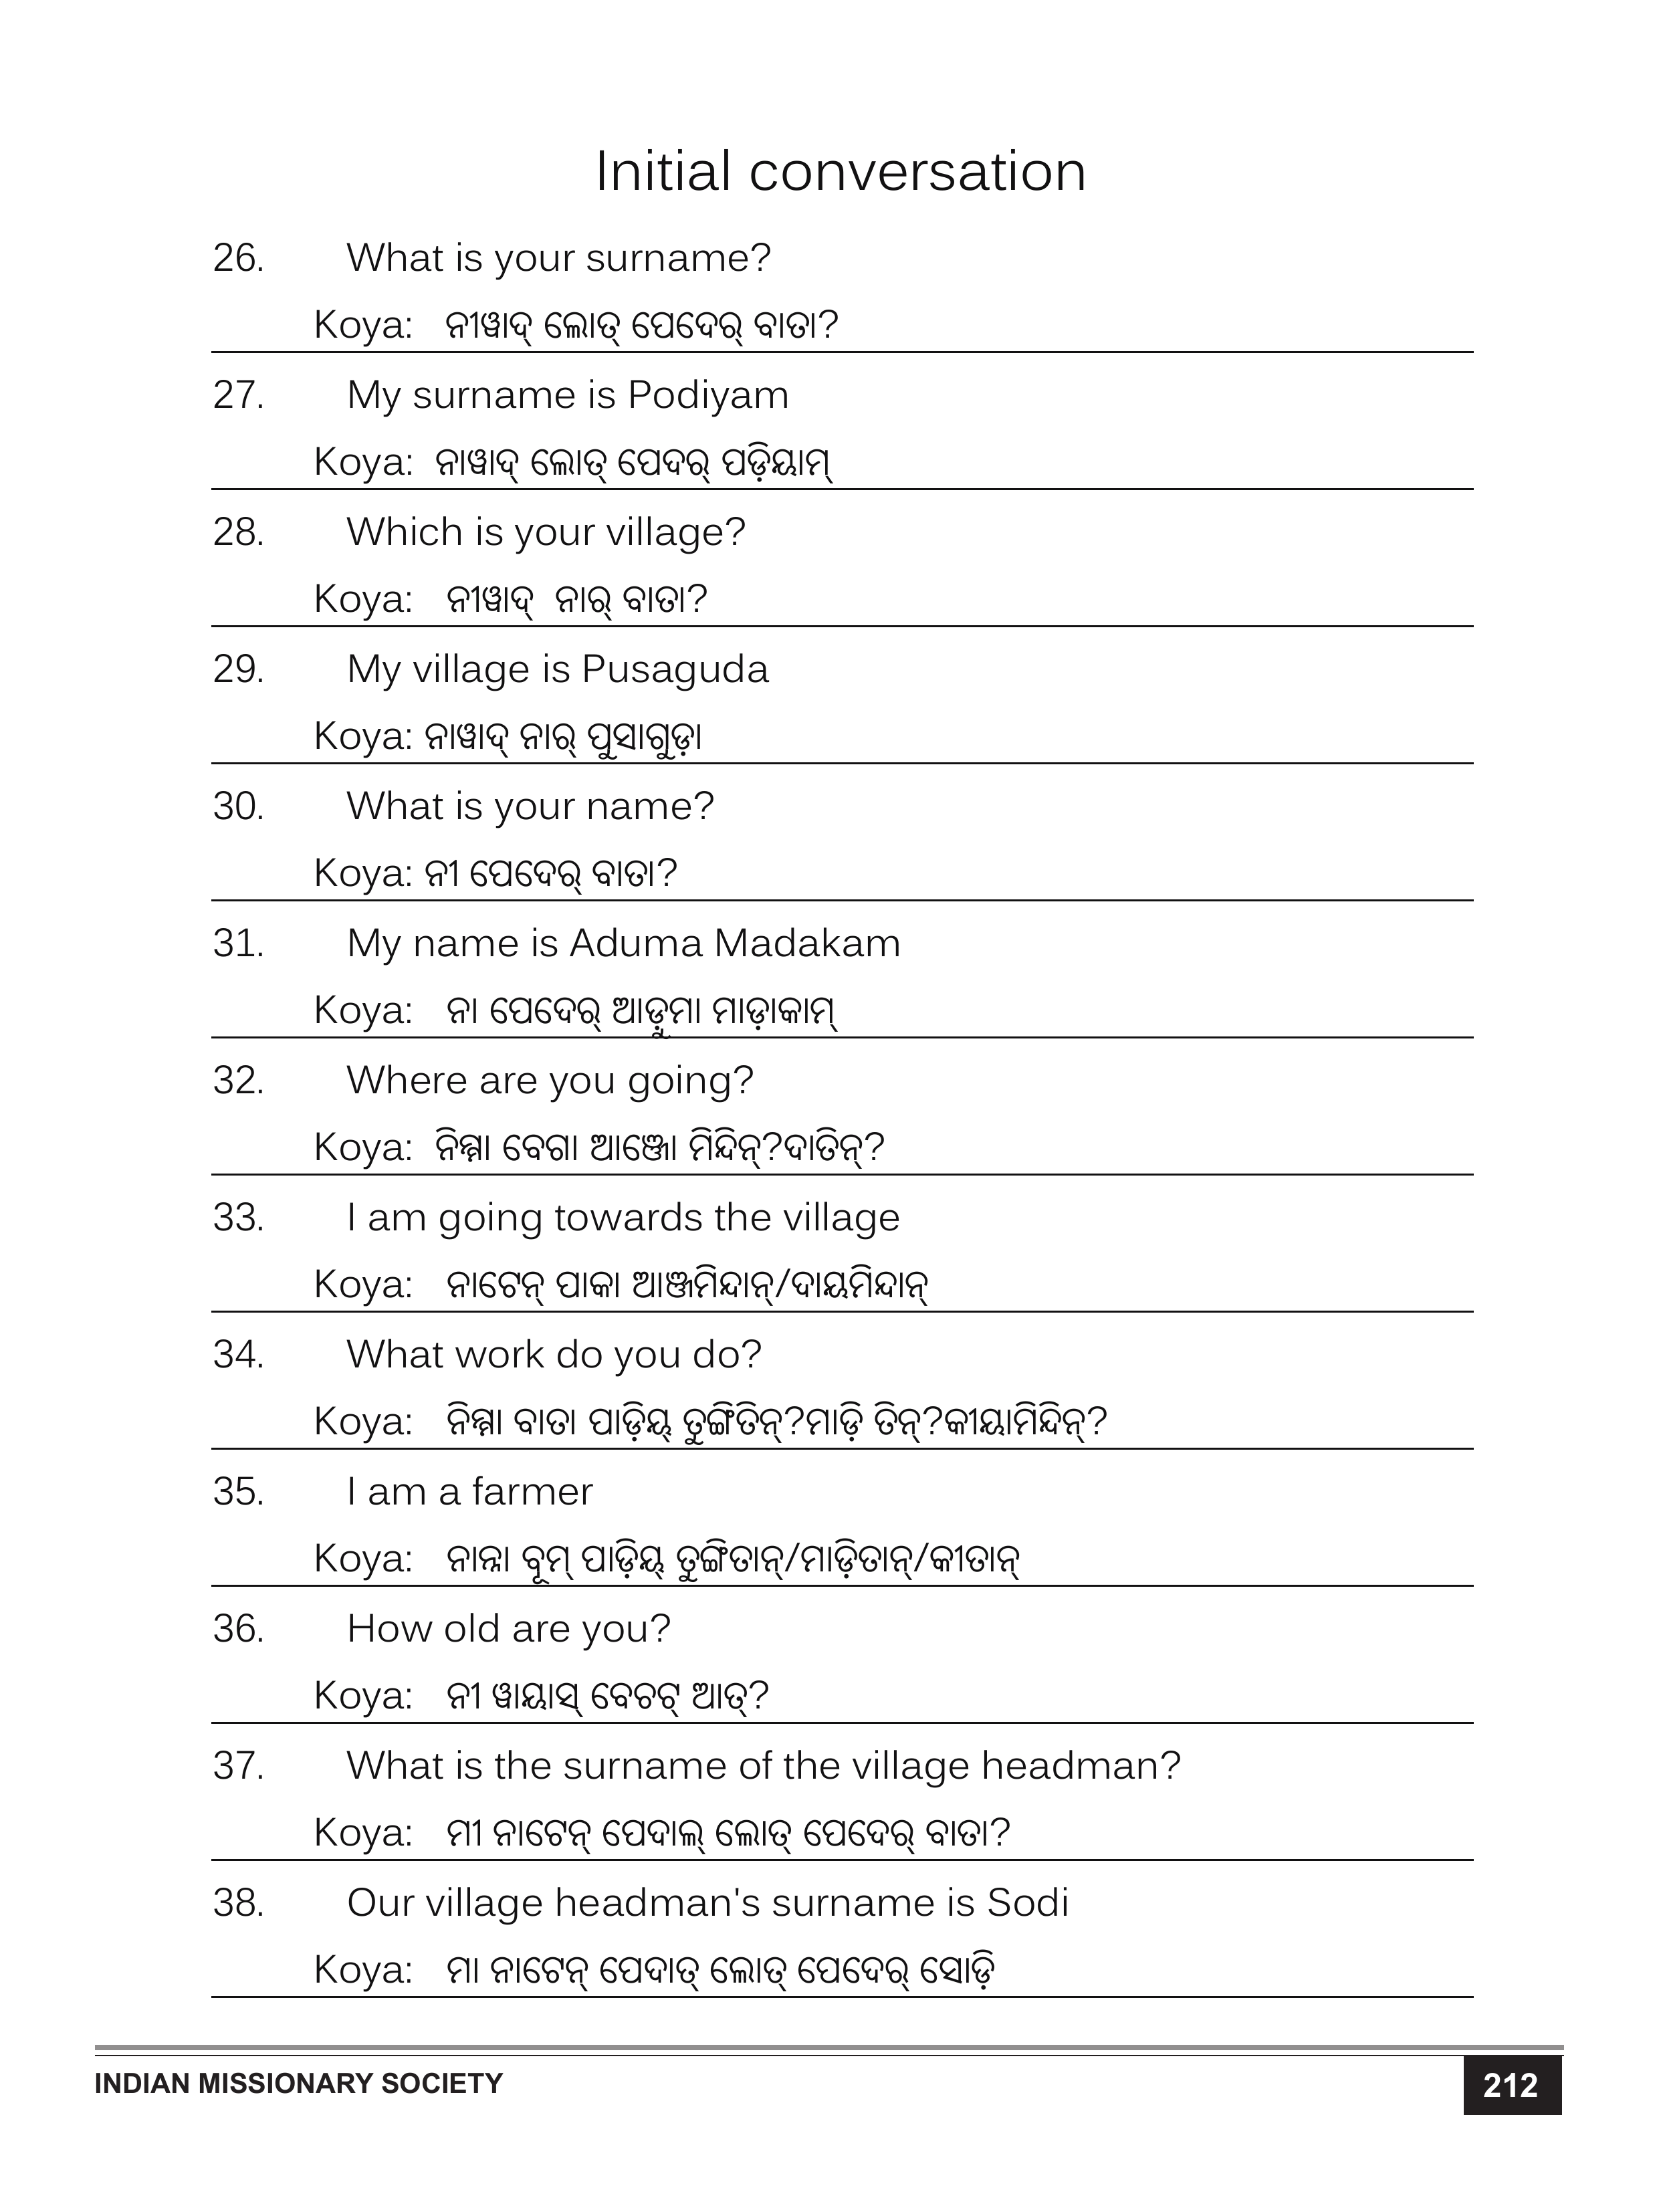 Initial conversation
26. What is your surname?
Koya: ନୀୱାଦ୍ ଲୋତ୍ ପେଦେର୍ ବାତା?
27. My surname is Podiyam
Koya: ନାୱାଦ୍ ଲୋତ୍ ପେଦର୍ ପଡ଼ିୟାମ୍
28. Which is your village?
Koya: ନୀୱାଦ୍ ନାର୍ ବାତା?
29. My village is Pusaguda
Koya: ନାୱାଦ୍ ନାର୍ ପୁସାଗୁଡ଼ା
30. What is your name?
Koya: ନୀ ପେଦେର୍ ବାତା?
31. My name is Aduma Madakam
Koya: ନା ପେଦେର୍ ଆଡ଼ୁମା ମାଡ଼ାକାମ୍
32. Where are you going?
Koya: ନିମ୍ମା ବେଗା ଆଞ୍ଜୋ ମିନ୍ଦିନ୍?ଦାତିନ୍?
33. I am going towards the village
Koya: ନାଟେନ୍ ପାକା ଆଞ୍ଜମିନ୍ଦାନ୍/ଦାୟମିନ୍ଦାନ୍
34. What work do you do?
Koya: ନିମ୍ମା ବାତା ପାଡ଼ିୟ୍ ତୁଙ୍ଗିତିନ୍?ମାଡ଼ି ତିନ୍?କୀୟାମିନ୍ଦିନ୍?
35. I am a farmer
Koya: ନାନ୍ନା ବୂମ୍ ପାଡ଼ିୟ୍ ତୁଙ୍ଗିତାନ୍/ମାଡ଼ିତାନ୍/କୀତାନ୍
36. How old are you?
Koya: ନୀ ୱାୟାସ୍ ବେଚଟ୍ ଆତ୍?
37. What is the surname of the village headman?
Koya: ମୀ ନାଟେନ୍ ପେଦାଲ୍ ଲୋତ୍ ପେଦେର୍ ବାତା?
38. Our village headman's surname is Sodi
Koya: ମା ନାଟେନ୍ ପେଦାତ୍ ଲୋତ୍ ପେଦେର୍ ସୋଡ଼ି
INDIAN MISSIONARY SOCIETY
212